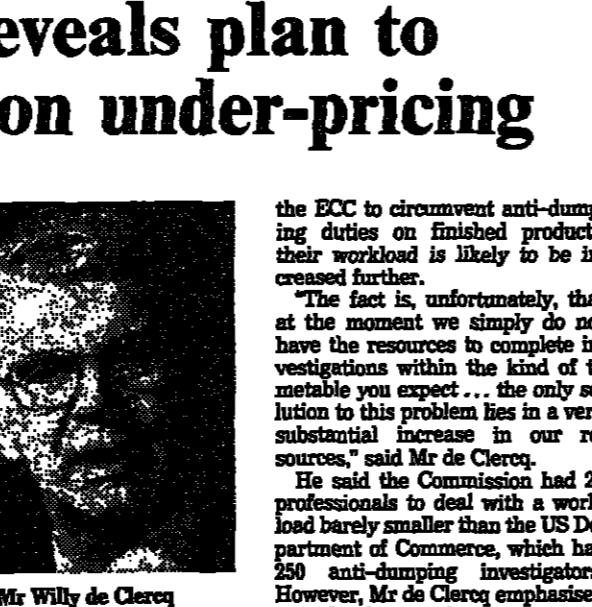 eveals plan to
on under-pricing
the ECC to circumvent anti-dump
ing duties on finished product
their workload is likely to be in
creased further.
"The fact is, unfortunately, tha
at the moment we simply do no
have the resources to complete in
vestigations within the kind of t
metable you expect ... the only so
lution to this problem lies in a ver
substantial increase in our re
sources," said Mr de Clercq.
He said the Commission had 2
professionals to deal with a work
load barely smaller than the US De
partment of Commerce, which ha
250 anti-dumping investigator
However, Mr de Clercq emphasise
Mr Willy de Clercq